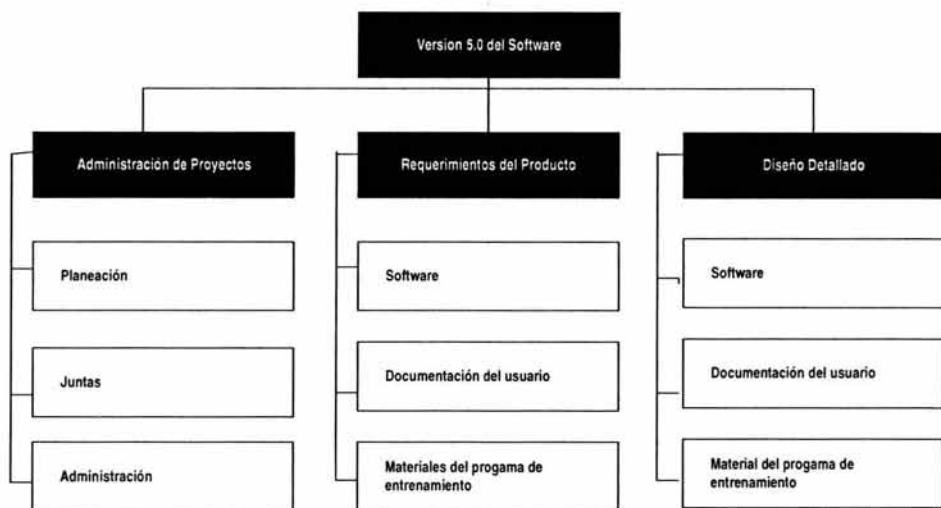 Version 5.0 del Software
Administración de Proyectos
Requerimientos del Producto
Diseño Detallado
Planeación
Software
Software
Juntas
Documentación del usuario
Documentación del usuario
Administración
Materiales del progama de
entrenamiento
Material del progama de
entrenamiento